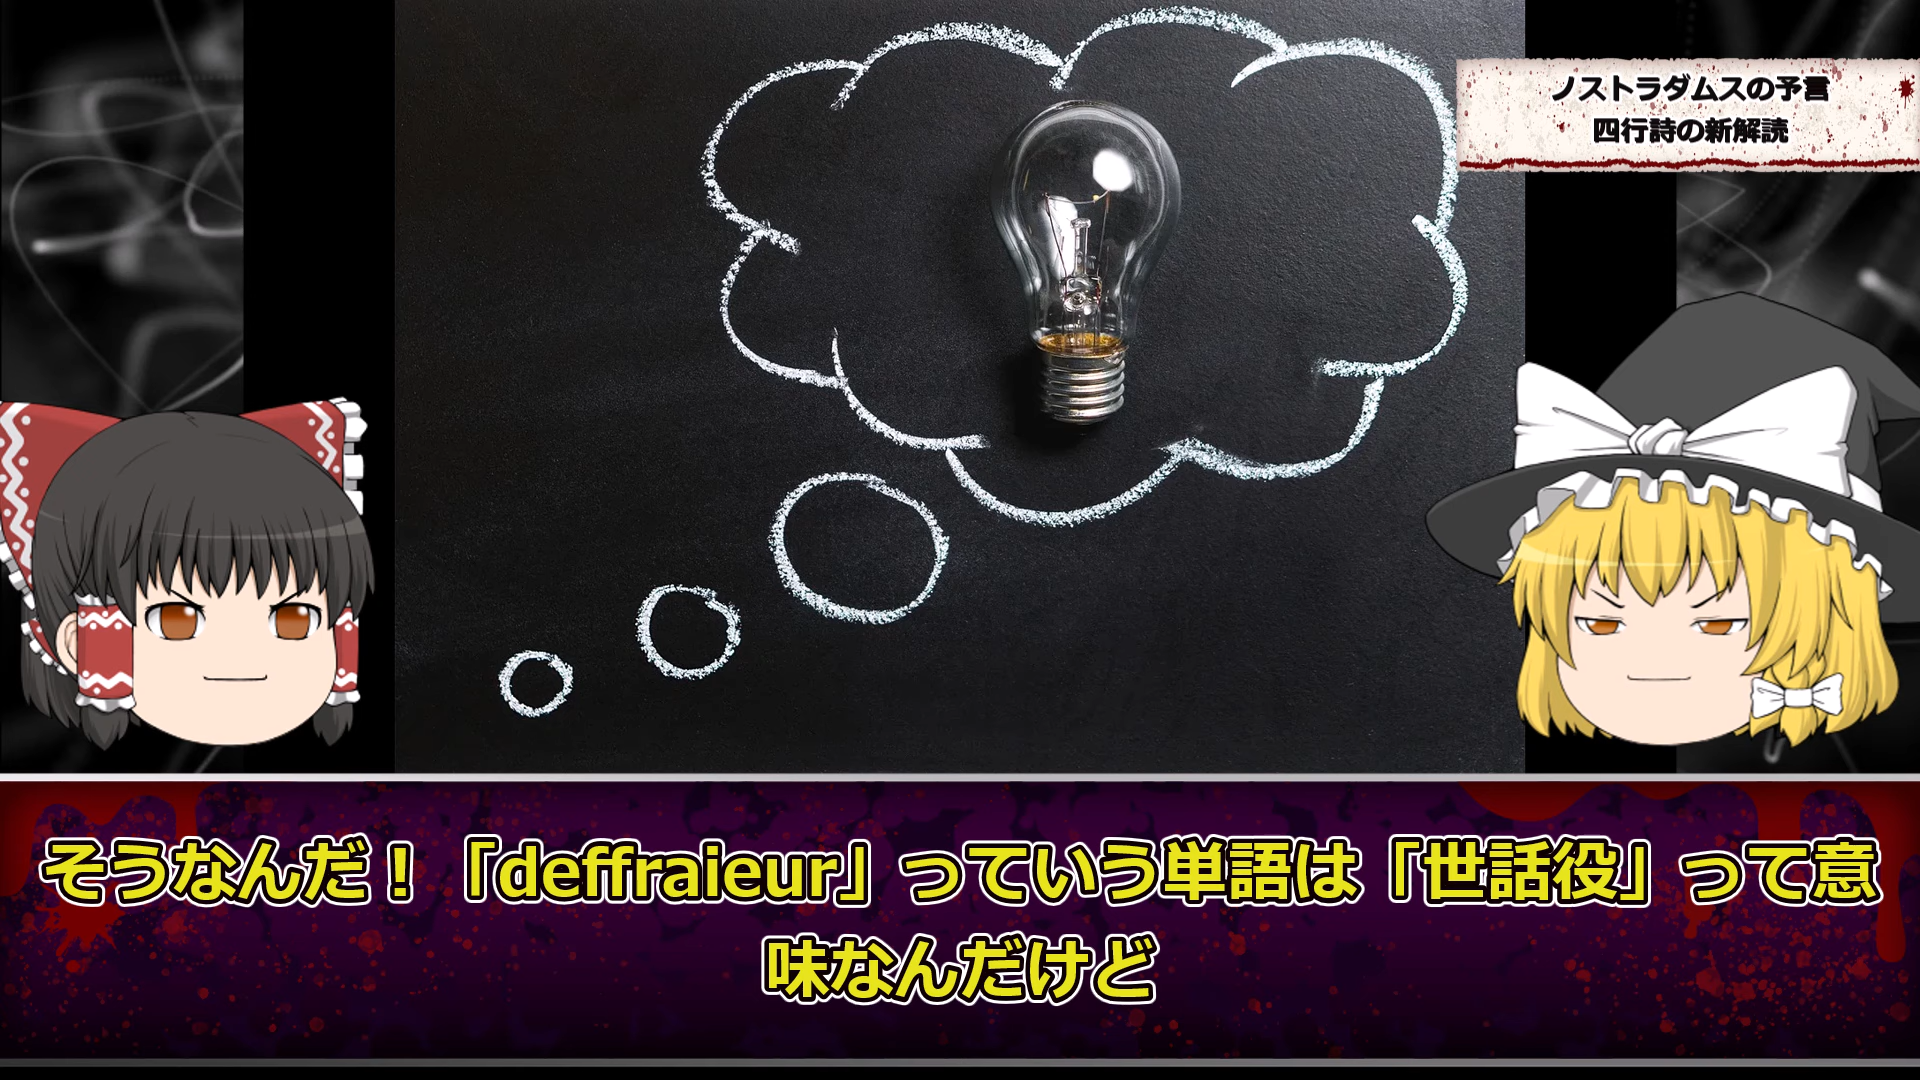 ノストラダムスの予言
四行詩の新解読
そうなんだ！「deffraieur」っていう単語は「世話役」って意
味なんだけど